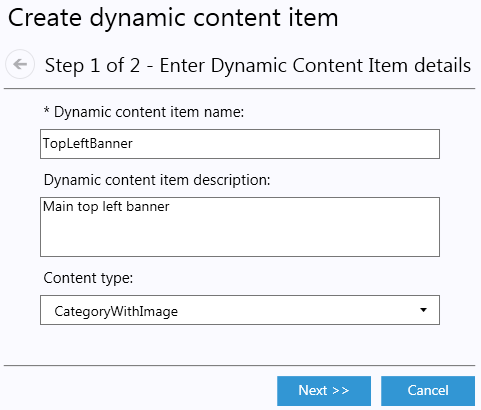 Create dynamic content item
Step 1 of 2 - Enter Dynamic Content Item details
* Dynamic content item name:
TopLeftBanner
Dynamic content item description:
Main top left banner
Content type:
CategoryWithImage
Next >>
Cancel